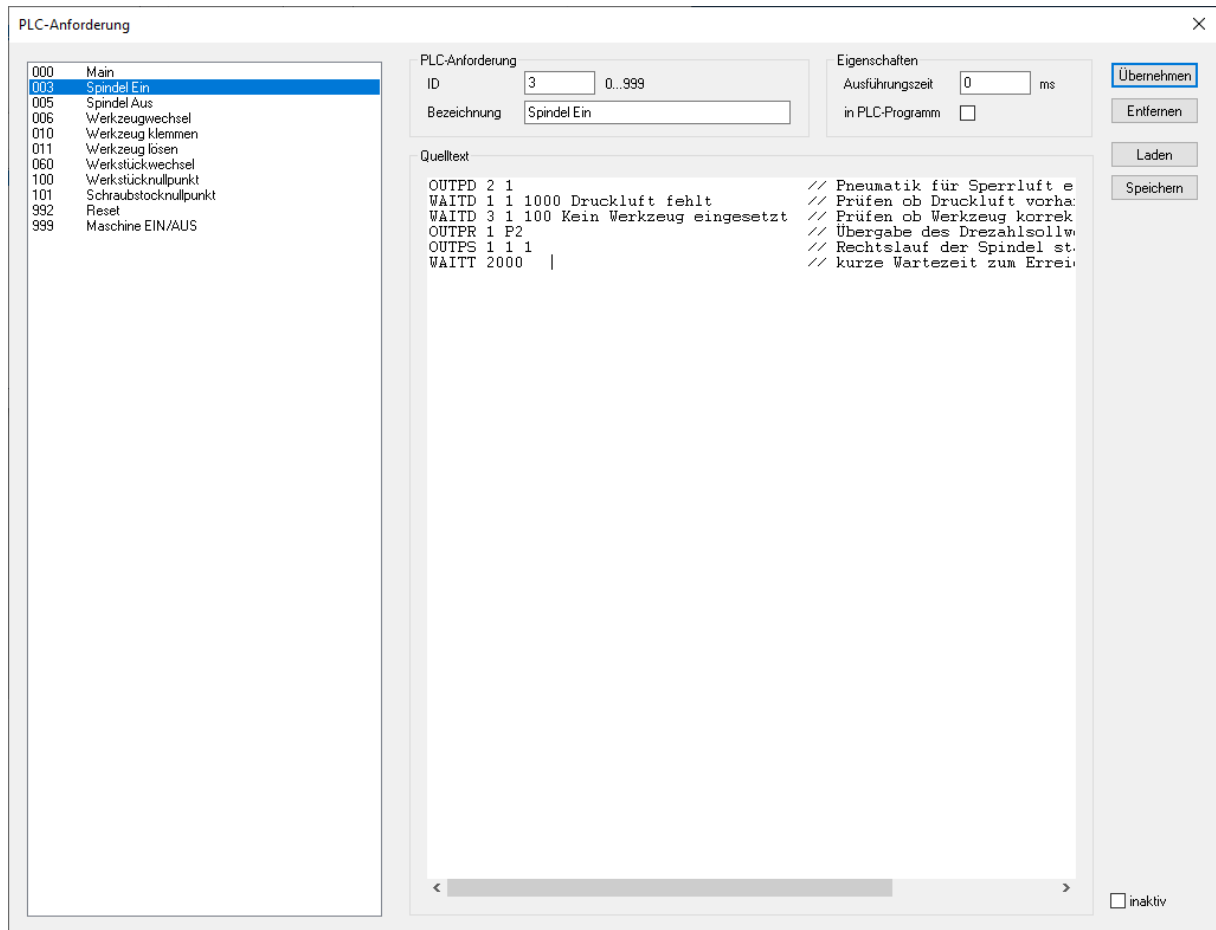 PLC-Anforderung
000 Main
003 Spindel Ein
005 Spindel Aus
006 Werkzeugwechsel
010 Werkzeug klemmen
011 Werkzeug lösen
060 Werkstückwechsel
100 Werkstücknullpunkt
101 Schraubstocknullpunkt
992 Reset
999 Maschine EIN/AUS
PLC-Anforderung
ID 3 0...999
Bezeichnung Spindel Ein
Eigenschaften
Ausführungszeit 0 ms
in PLC-Programm
Quelltext
OUTPD 2 1 // Pneumatik für Sperrluft e
WAITD 1 1 1000 Druckluft fehlt // Prüfen ob Druckluft vorha
WAITD 3 1 100 Kein Werkzeug eingesetzt // Prüfen ob Werkzeug korrek
OUTPR 1 P2 // Übergabe des Drezahlsollw
OUTPS 1 1 1 // Rechtslauf der Spindel st
WAITT 2000 // kurze Wartezeit zum Errei
Übernehmen
Entfernen
Laden
Speichern
inaktiv